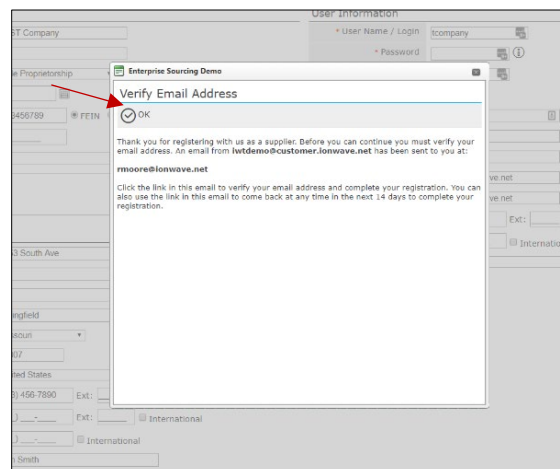 User Information
ST Company
* User Name / Login tcompany
* Password
Proprietorship
Enterprise Sourcing Demo
Verify Email Address
OK
3456789 FEIN
Thank you for registering with us as a supplier. Before you can continue you must verify your
email address. An email from iwtdemo@customer.ionwave.net has been sent to you at:
rmoore@ionwave.net
Click the link in this email to verify your email address and complete your registration. You can
also use the link in this email to come back at any time in the next 14 days to complete your
registration.
ve.net
ve.net
Ext:
3 South Ave
International
ngfield
souri
07
ted States
) 456-7890 Ext:
Ext: International
International
Smith